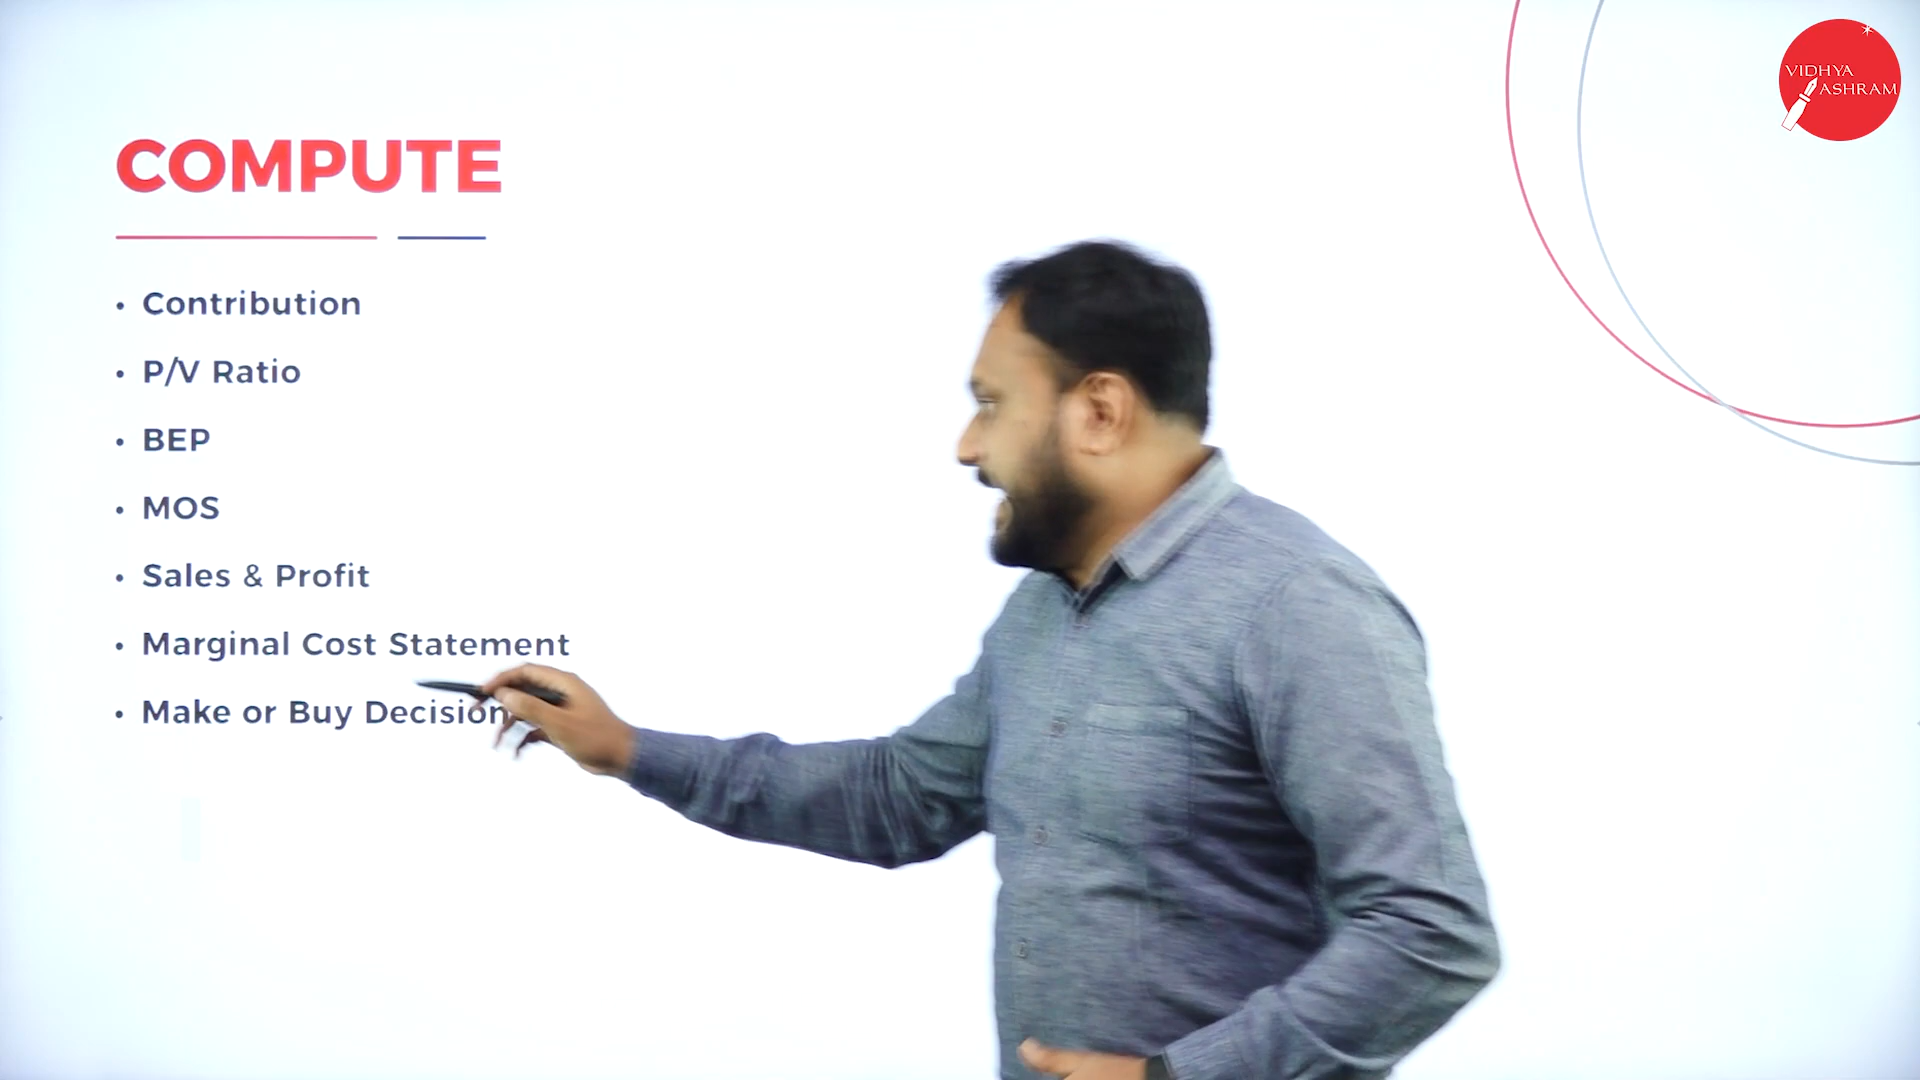 VIDHYA
ASHRAM
COMPUTE
• Contribution
• P/V Ratio
• BEP
• MOS
• Sales & Profit
• Marginal Cost Statement
• Make or Buy Decision